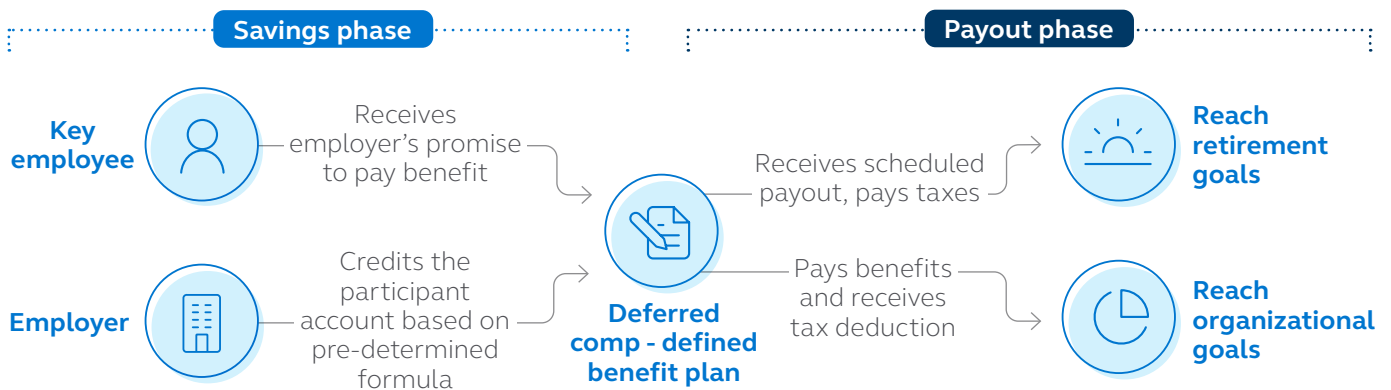 Savings phase
Payout phase
Key
employee
Receives
employer's promise
to pay benefit
Employer
Credits the
participant
account based on
pre-determined
formula
Deferred
comp - defined
benefit plan
Receives scheduled
payout, pays taxes
Reach
retirement
goals
Pays benefits
and receives
tax deduction
Reach
organizational
goals